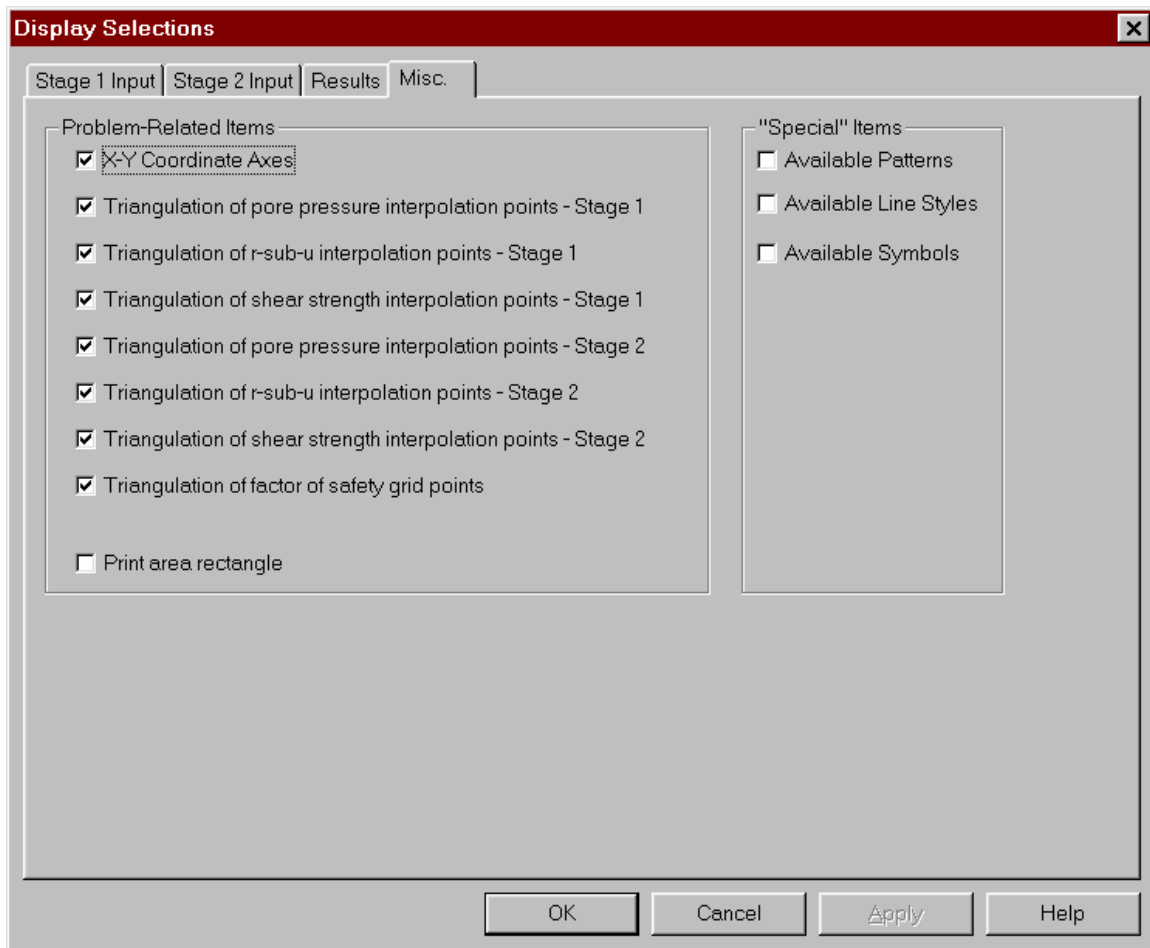 Display Selections
Stage 1 Input Stage 2 Input Results Misc.
Problem-Related Items
X-Y Coordinate Axes
Triangulation of pore pressure interpolation points - Stage 1
Triangulation of r-sub-u interpolation points - Stage 1
Triangulation of shear strength interpolation points - Stage 1
Triangulation of pore pressure interpolation points - Stage 2
Triangulation of r-sub-u interpolation points - Stage 2
Triangulation of shear strength interpolation points - Stage 2
Triangulation of factor of safety grid points
Print area rectangle
"Special" Items
Available Patterns
Available Line Styles
Available Symbols
OK Cancel Apply Help